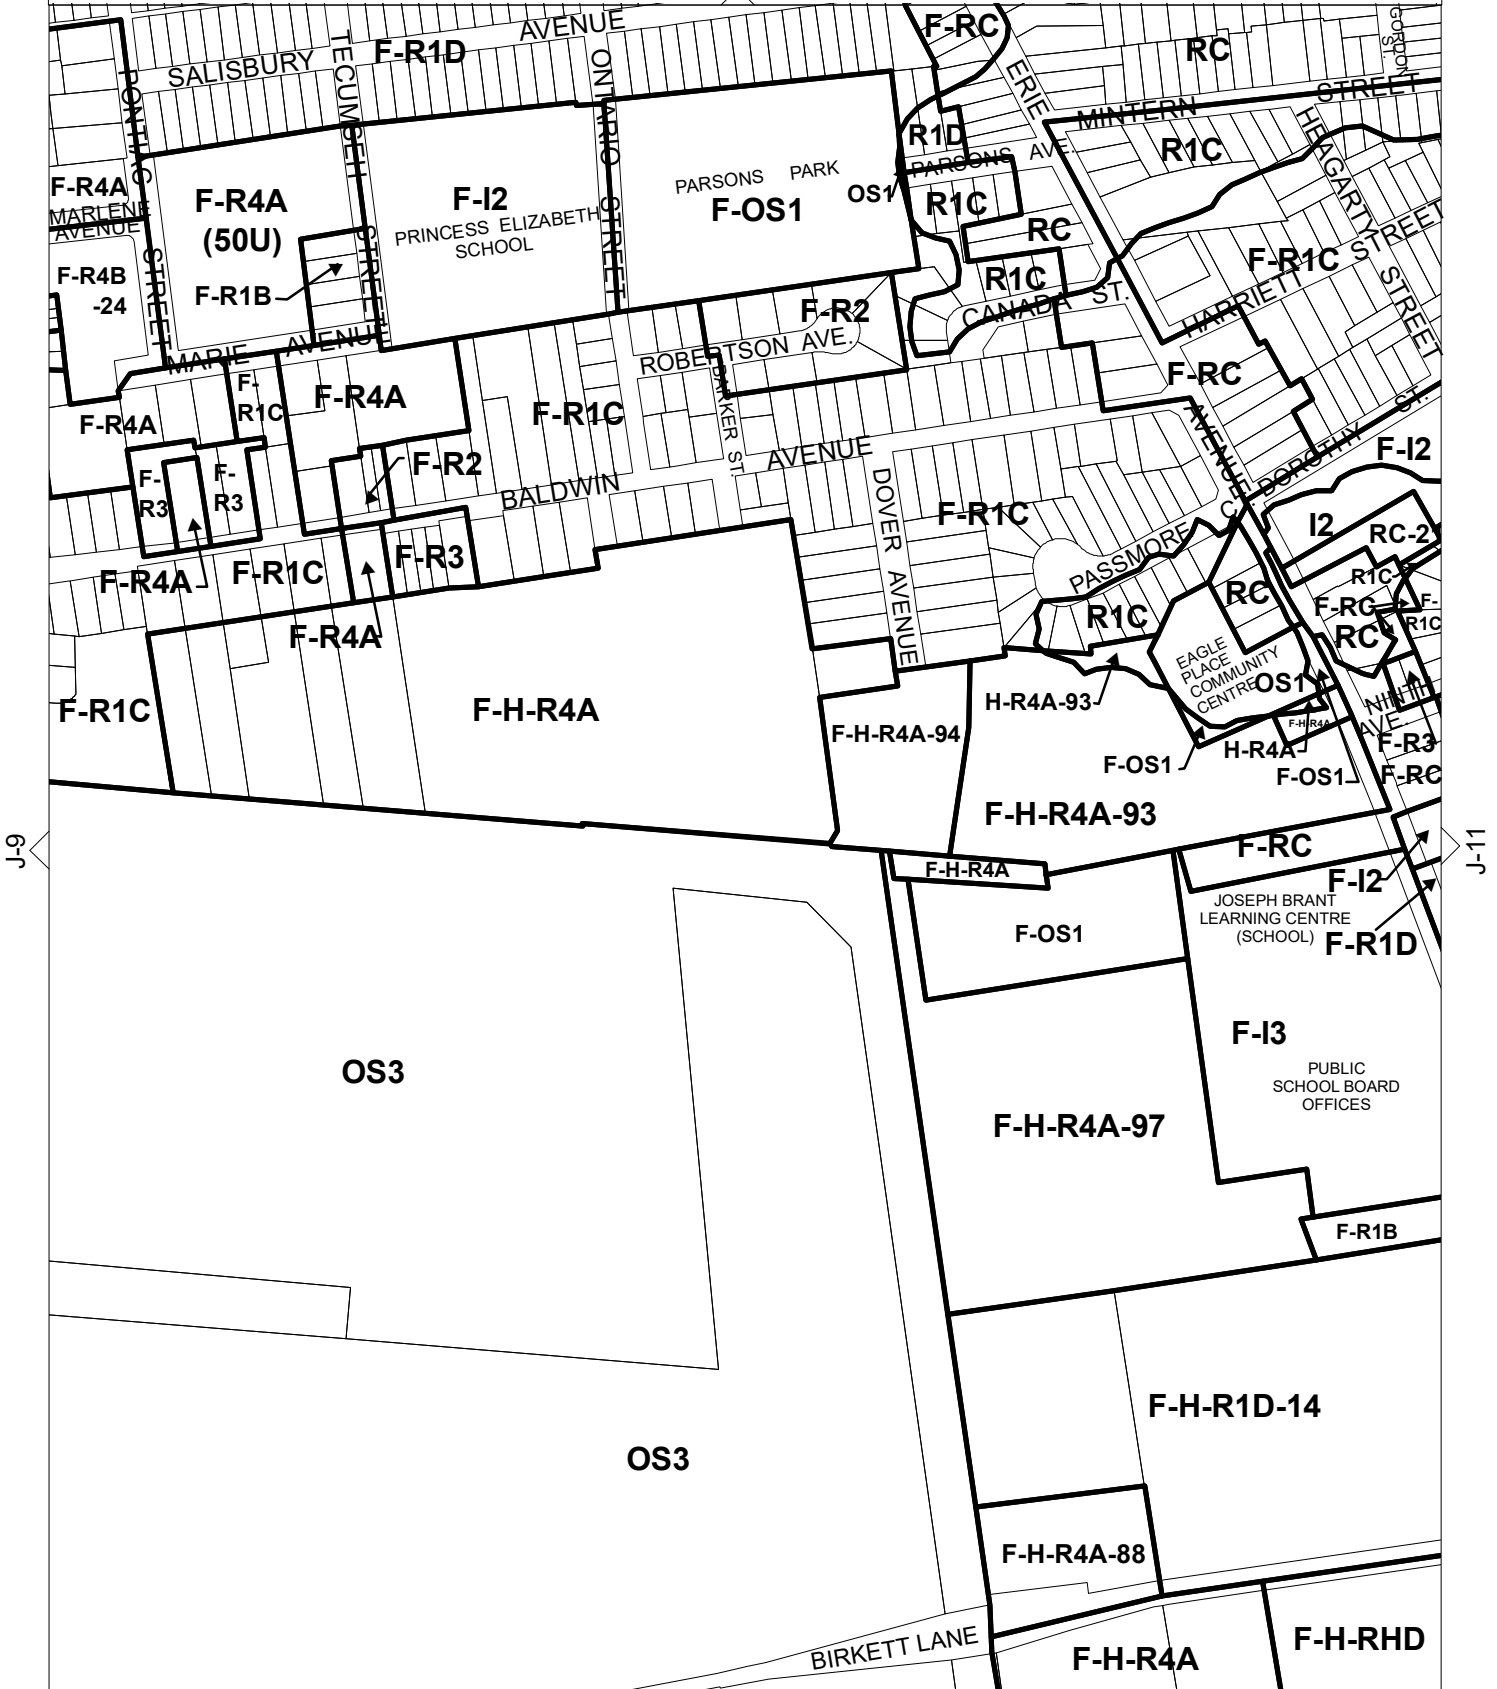 F-RC
RC
GORDON
ST.
AVENUE
F-R1D
SALISBURY
TECUMSEH
STREET
ONTARIO
STREET
PONTIAC
STREET
ERIE
AVENUE
MINTERN
STREET
HEAGARTY
STREET
R1D
R1C
PARSONS AVE.
PARSONS PARK
F-OS1
OS1
R1C
RC
R1C
F-R4A
MARLENE
AVENUE
F-R4A
(50U)
F-I2
PRINCESS ELIZABETH
SCHOOL
F-R4B
-24
F-R1B
F-R1C
HARRIETT STREET
CANADA ST.
F-R2
ROBERTSON AVE.
MARIE AVENUE
F-
R1C
F-R4A
F-R4A
F-R1C
BARKER ST.
F-RC
DOROTHY ST.
F-I2
BALDWIN AVENUE
F-R2
F-
R3
F-
R3
DOVER AVENUE
F-R1C
PASSMORE
I2
RC-2
F-R4A
F-R1C
F-R3
F-R4A
R1C
RC
R1C
F-RC
F-
R1C
RC
EAGLE
PLACE
COMMUNITY
CENTRE
OS1
NINTH
AVE.
F-R1C
F-H-R4A
F-H-R4A-94
H-R4A-93
F-H-R4A
H-R4A
F-OS1
F-OS1
F-R3
F-RC
F-H-R4A-93
J-9
J-11
F-RC
F-H-R4A
F-I2
JOSEPH BRANT
LEARNING CENTRE
(SCHOOL)
F-R1D
F-OS1
F-I3
OS3
PUBLIC
SCHOOL BOARD
OFFICES
F-H-R4A-97
F-R1B
F-H-R1D-14
OS3
F-H-R4A-88
BIRKETT LANE
F-H-R4A
F-H-RHD